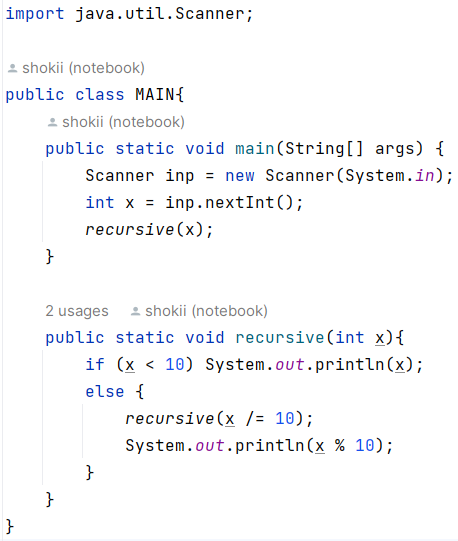 import java.util.Scanner;
shokii (notebook)
public class MAIN{
shokii (notebook)
public static void main(String[] args) {
Scanner inp = new Scanner(System.in);
int x = inp.nextInt();
recursive(x);
}
2 usages shokii (notebook)
public static void recursive(int x){
if (x < 10) System.out.println(x);
else {
recursive(x /= 10);
System.out.println(x % 10);
}
}
}